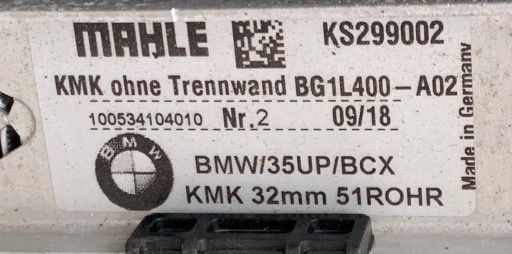 MAHLE KS299002
KMK ohne Trennwand BG1L400-A02
100534104010 Nr.2 09/18
BMW
BMW/35UP/BCX
KMK 32mm 51ROHR
Made in Germany